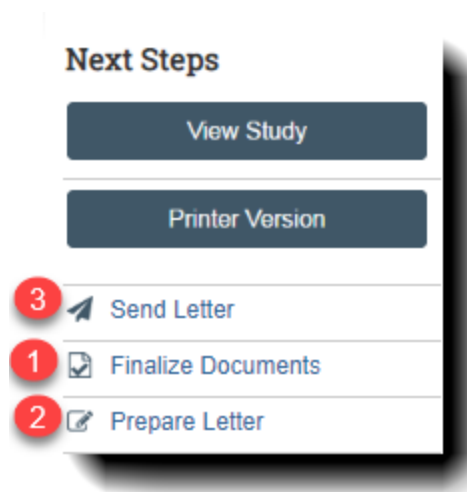 Next Steps
View Study
Printer Version
3 Send Letter
1 Finalize Documents
2 Prepare Letter